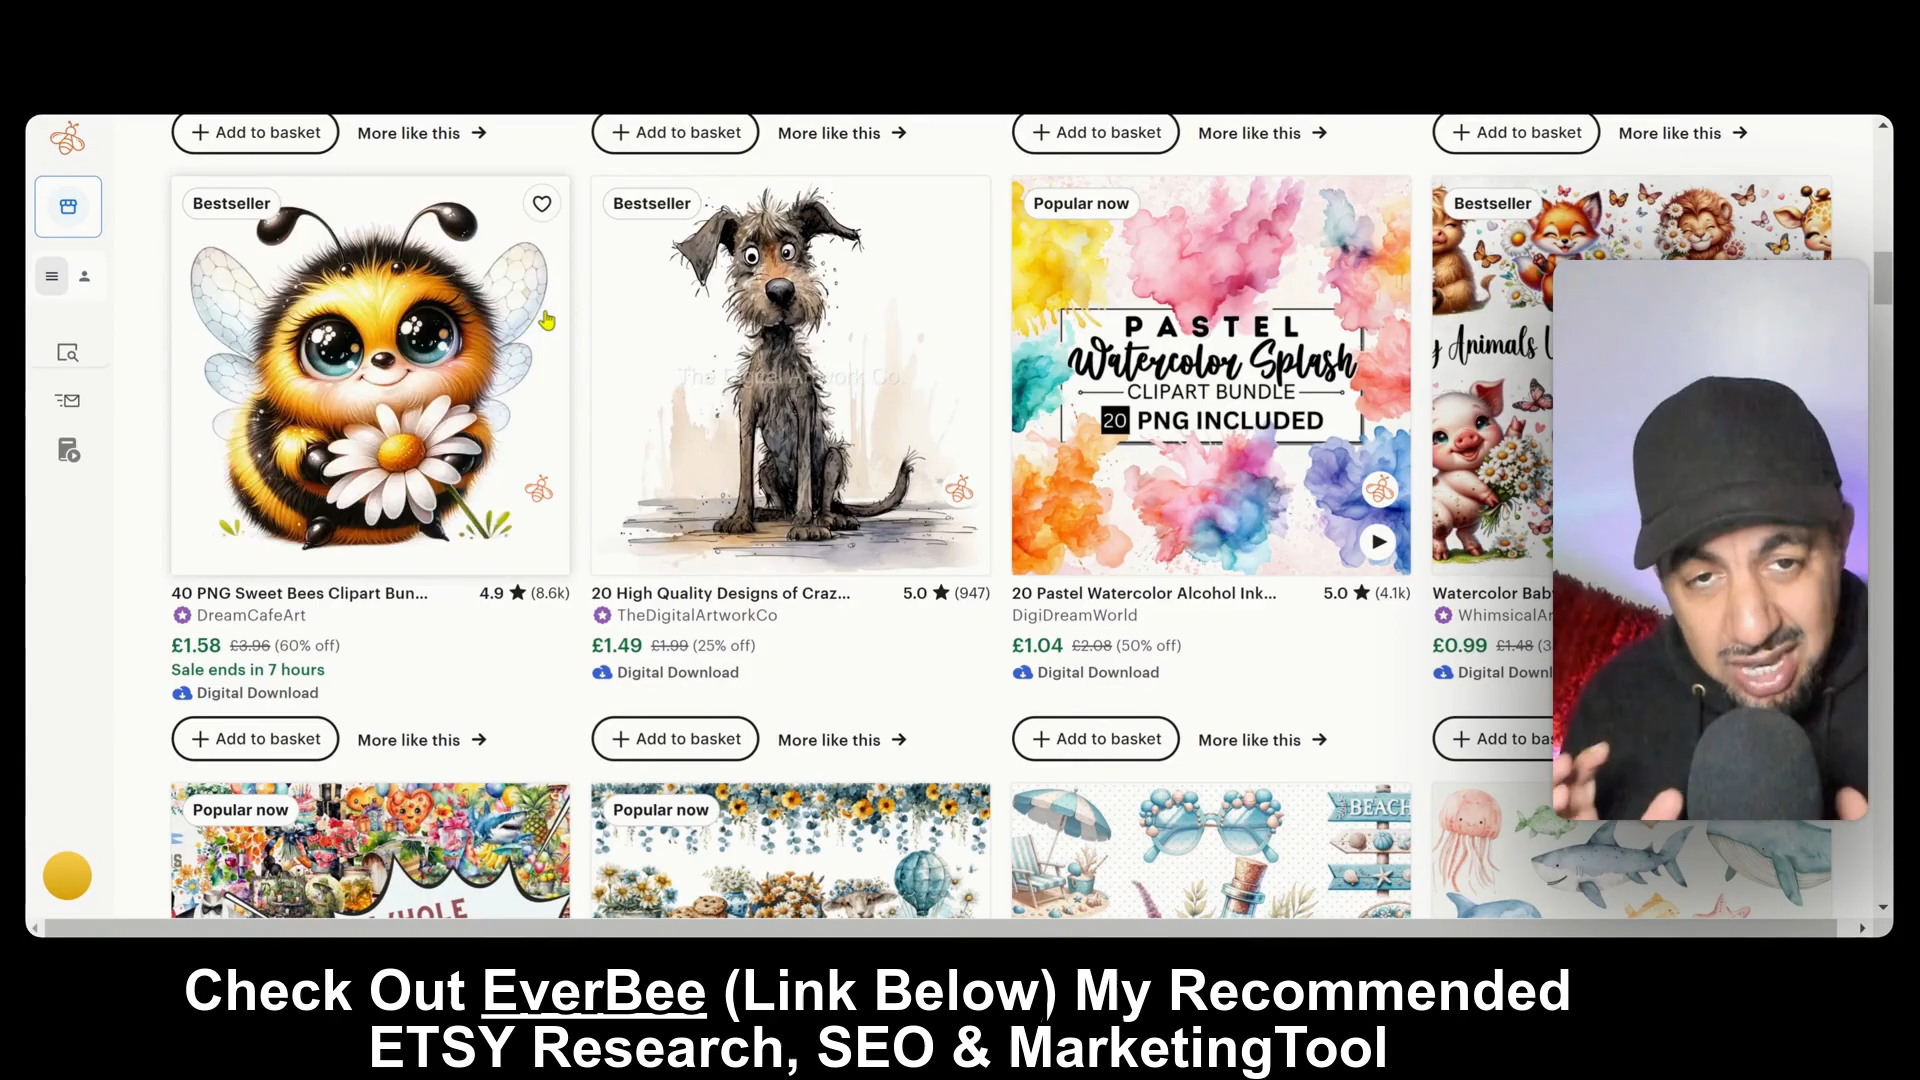 + Add to basket More like this →
+ Add to basket More like this →
+ Add to basket More like this →
+ Add to basket More like this →
Bestseller
40 PNG Sweet Bees Clipart Bun...
4.9 ★ (8.6k)
DreamCafeArt
£1.58 £3.96 (60% off)
Sale ends in 7 hours
Digital Download
+ Add to basket More like this →
Bestseller
The Digital Artwork Co.
20 High Quality Designs of Craz...
5.0 ★ (947)
TheDigitalArtworkCo
£1.49 £1.99 (25% off)
Digital Download
+ Add to basket More like this →
Popular now
PASTEL
Watercolor Splash
CLIPART BUNDLE
20 PNG INCLUDED
20 Pastel Watercolor Alcohol Ink...
5.0 ★ (4.1k)
DigiDreamWorld
£1.04 £2.08 (50% off)
Digital Download
+ Add to basket More like this →
Bestseller
Animals
Watercolor Bab
WhimsicalAr
£0.99 £1.48
Digital Downl
+ Add to bas
Popular now
WHOLE
Popular now
BEACH
Check Out EverBee (Link Below) My Recommended
ETSY Research, SEO & MarketingTool